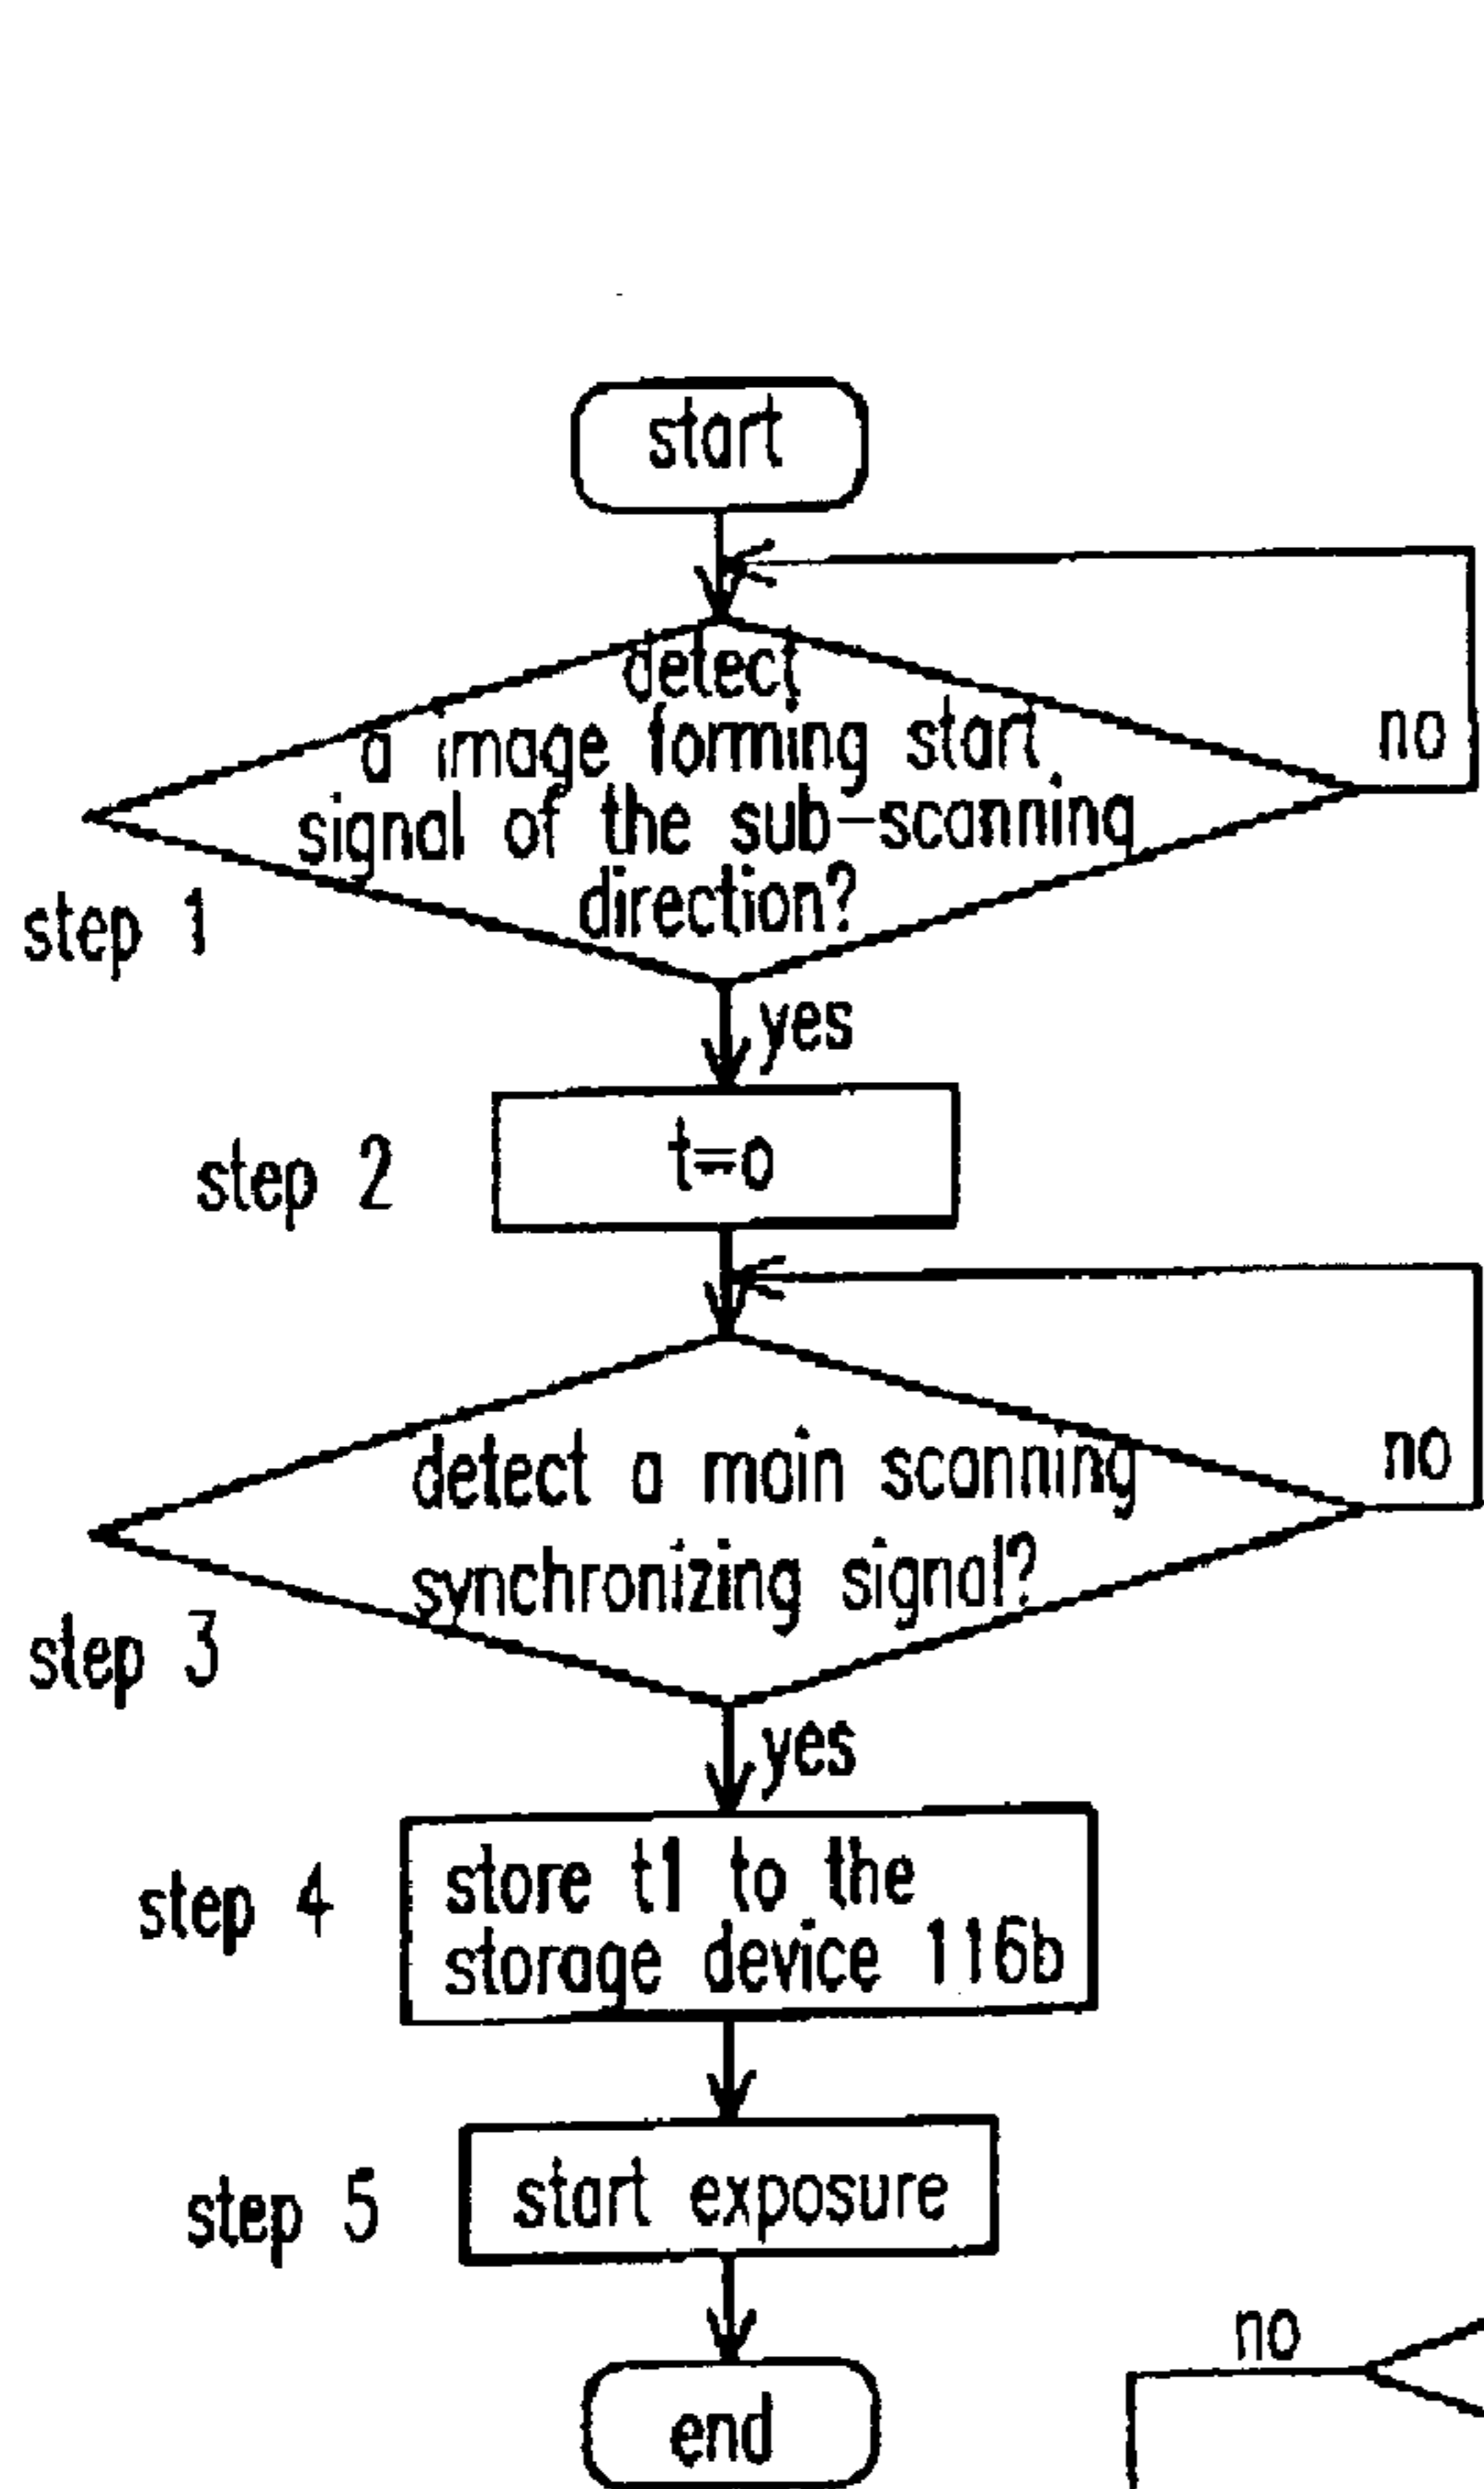 start
detect
a image forming start
signal of the sub-scanning
direction?
no
step 1
yes
step 2
t=o
detect a main scanning
synchronizing signal?
no
step 3
yes
step 4
store t1 to the
storage device 116b
step 5
start exposure
no
end